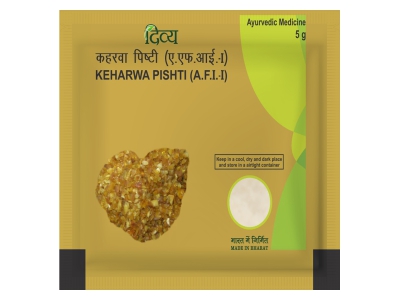 दिव्य
Ayurvedic Medicine
5 g
कहरवा पिष्टी (ए.एफ.आई.-I)
KEHARWA PISHTI (A.F.I.-I)
Keep in a cool, dry and dark place
and store in a airtight container
भारत में निर्मित
MADE IN BHARAT